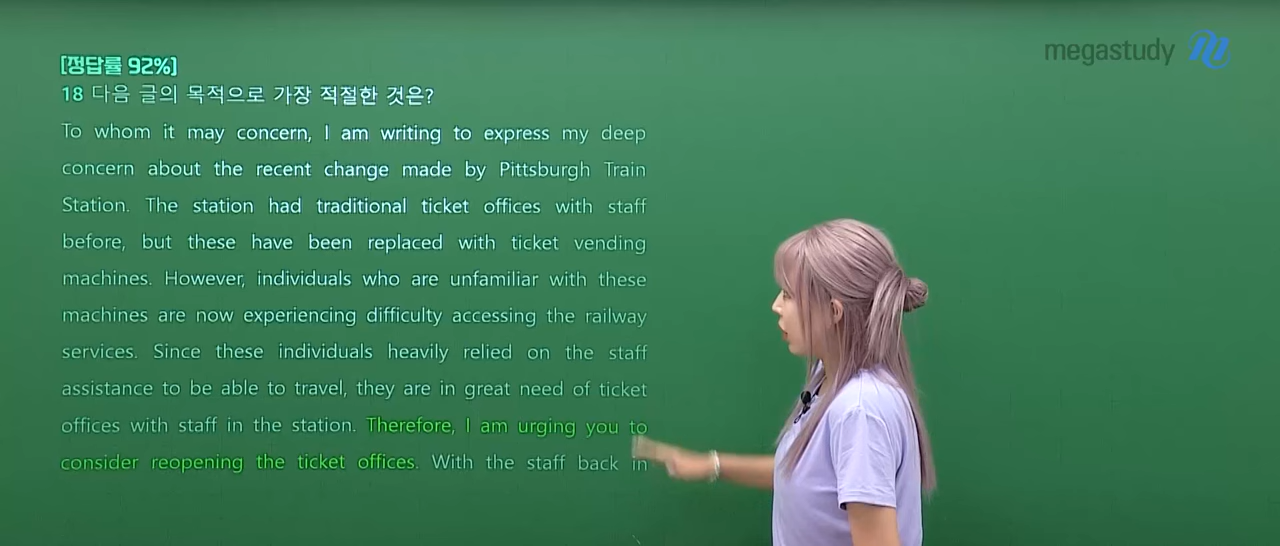 megastudy
[정답률 92%]
18 다음 글의 목적으로 가장 적절한 것은?
To whom it may concern, I am writing to express my deep
concern about the recent change made by Pittsburgh Train
Station. The station had traditional ticket offices with staff
before, but these have been replaced with ticket vending
machines. However, individuals who are unfamiliar with these
machines are now experiencing difficulty accessing the railway
services. Since these individuals heavily relied on the staff
assistance to be able to travel, they are in great need of ticket
offices with staff in the station. Therefore, I am urging you to
consider reopening the ticket offices. With the staff back in